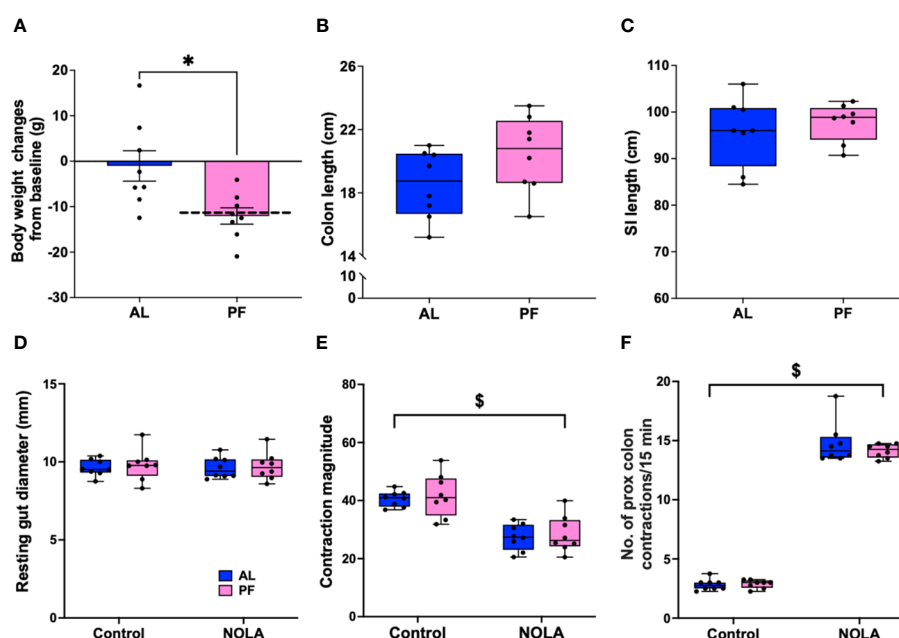 A
B
C
*
Body weight changes
from baseline (g)
20
10
0
-10
-20
-30
AL
PF
Colon length (cm)
26
22
18
14
10
0
AL
PF
SI length (cm)
110
100
90
80
70
60
AL
PF
D
E
F
Resting gut diameter (mm)
15
10
5
0
AL
PF
Control
NOLA
$
Contraction magnitude
80
60
40
20
0
Control
NOLA
$
No. of prox colon
contractions/15 min
20
15
10
5
0
Control
NOLA